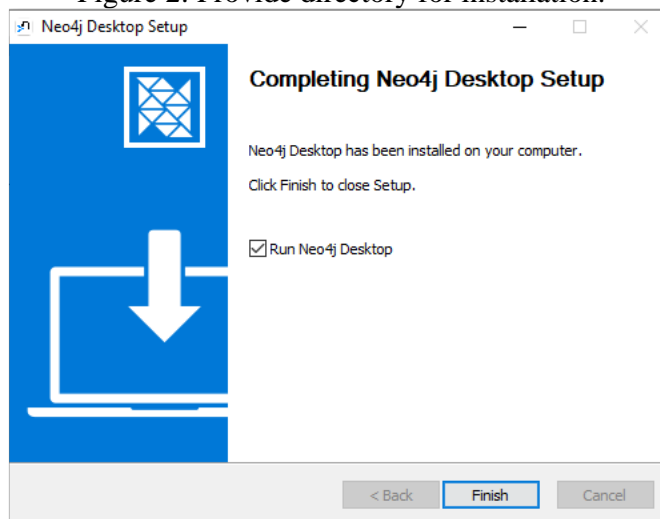 Figure 2. Provide directory for installation.
Neo4j Desktop Setup
Completing Neo4j Desktop Setup
Neo4j Desktop has been installed on your computer.
Click Finish to close Setup.
Run Neo4j Desktop
< Back Finish Cancel